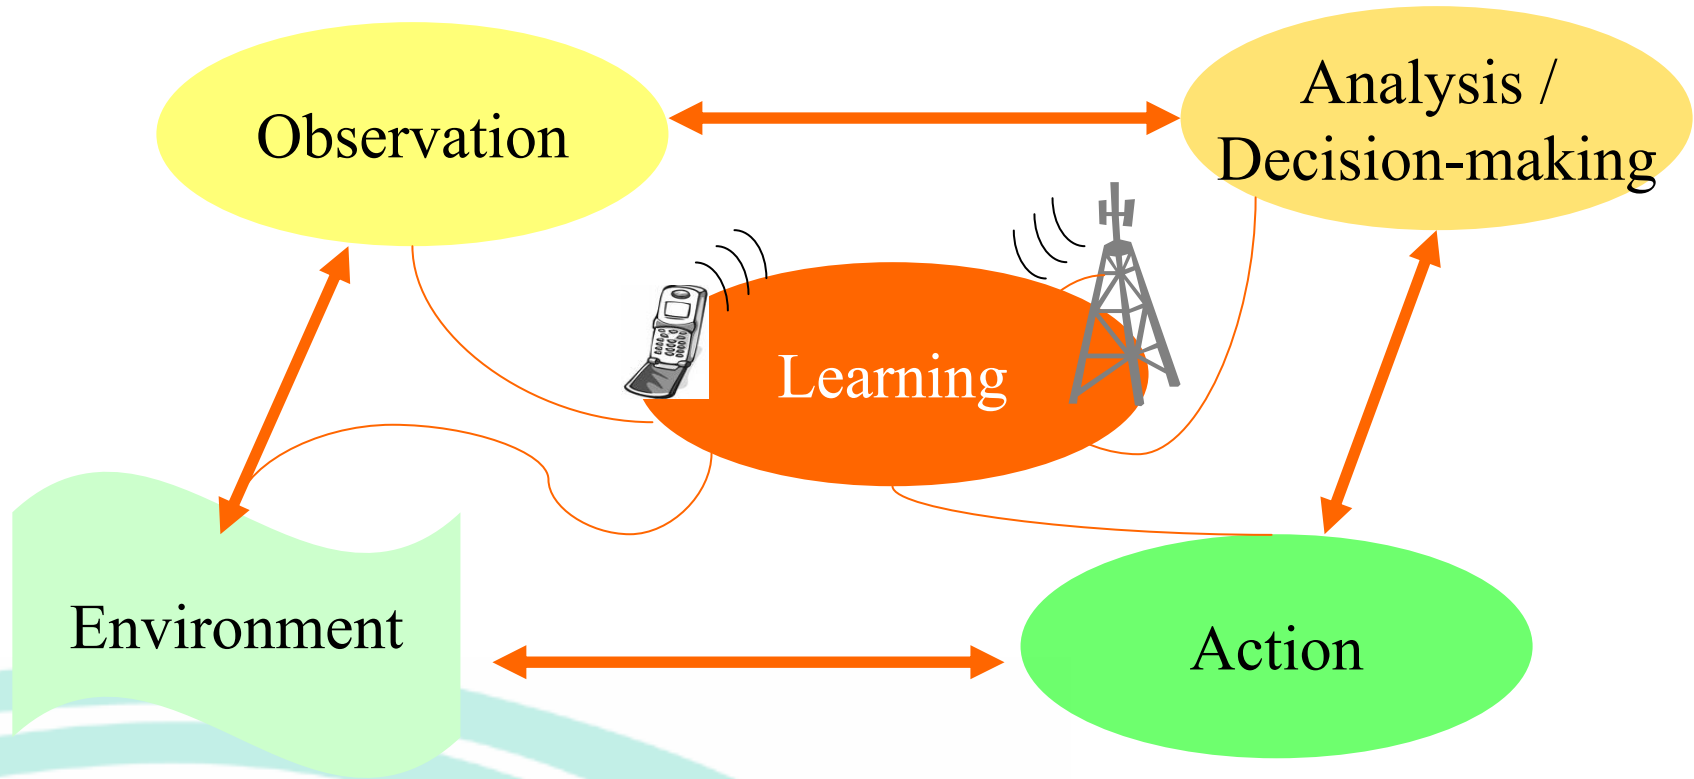 Observation
Analysis /
Decision-making
Learning
Environment
Action